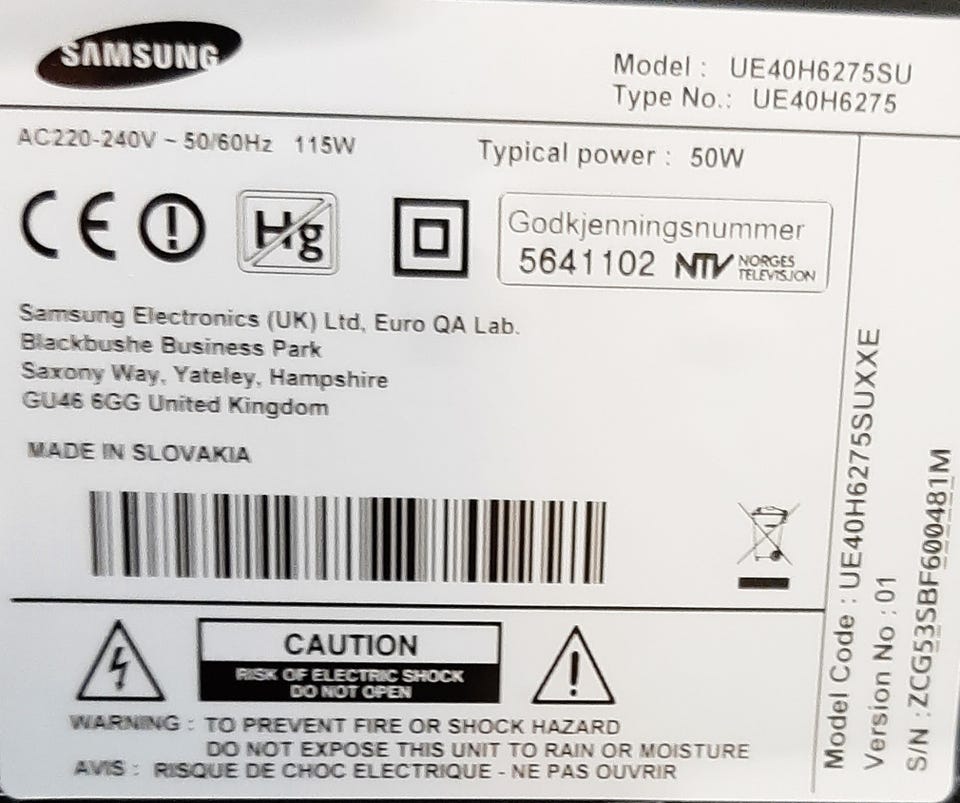 SAMSUNG
Model : UE40H6275SU
Type No.: UE40H6275
AC220-240V ~ 50/60Hz 115W
Typical power : 50W
CE
Hg
Godkjenningsnummer
5641102 NTV NORGES TELEVISJON
Samsung Electronics (UK) Ltd, Euro QA Lab.
Blackbushe Business Park
Saxony Way, Yateley, Hampshire
GU46 6GG United Kingdom
MADE IN SLOVAKIA
CAUTION
RISK OF ELECTRIC SHOCK
DO NOT OPEN
WARNING : TO PREVENT FIRE OR SHOCK HAZARD
DO NOT EXPOSE THIS UNIT TO RAIN OR MOISTURE
AVIS : RISQUE DE CHOC ELECTRIQUE - NE PAS OUVRIR
Model Code : UE40H6275SUXXE
Version No : 01
S/N : ZCG53SBF600481M